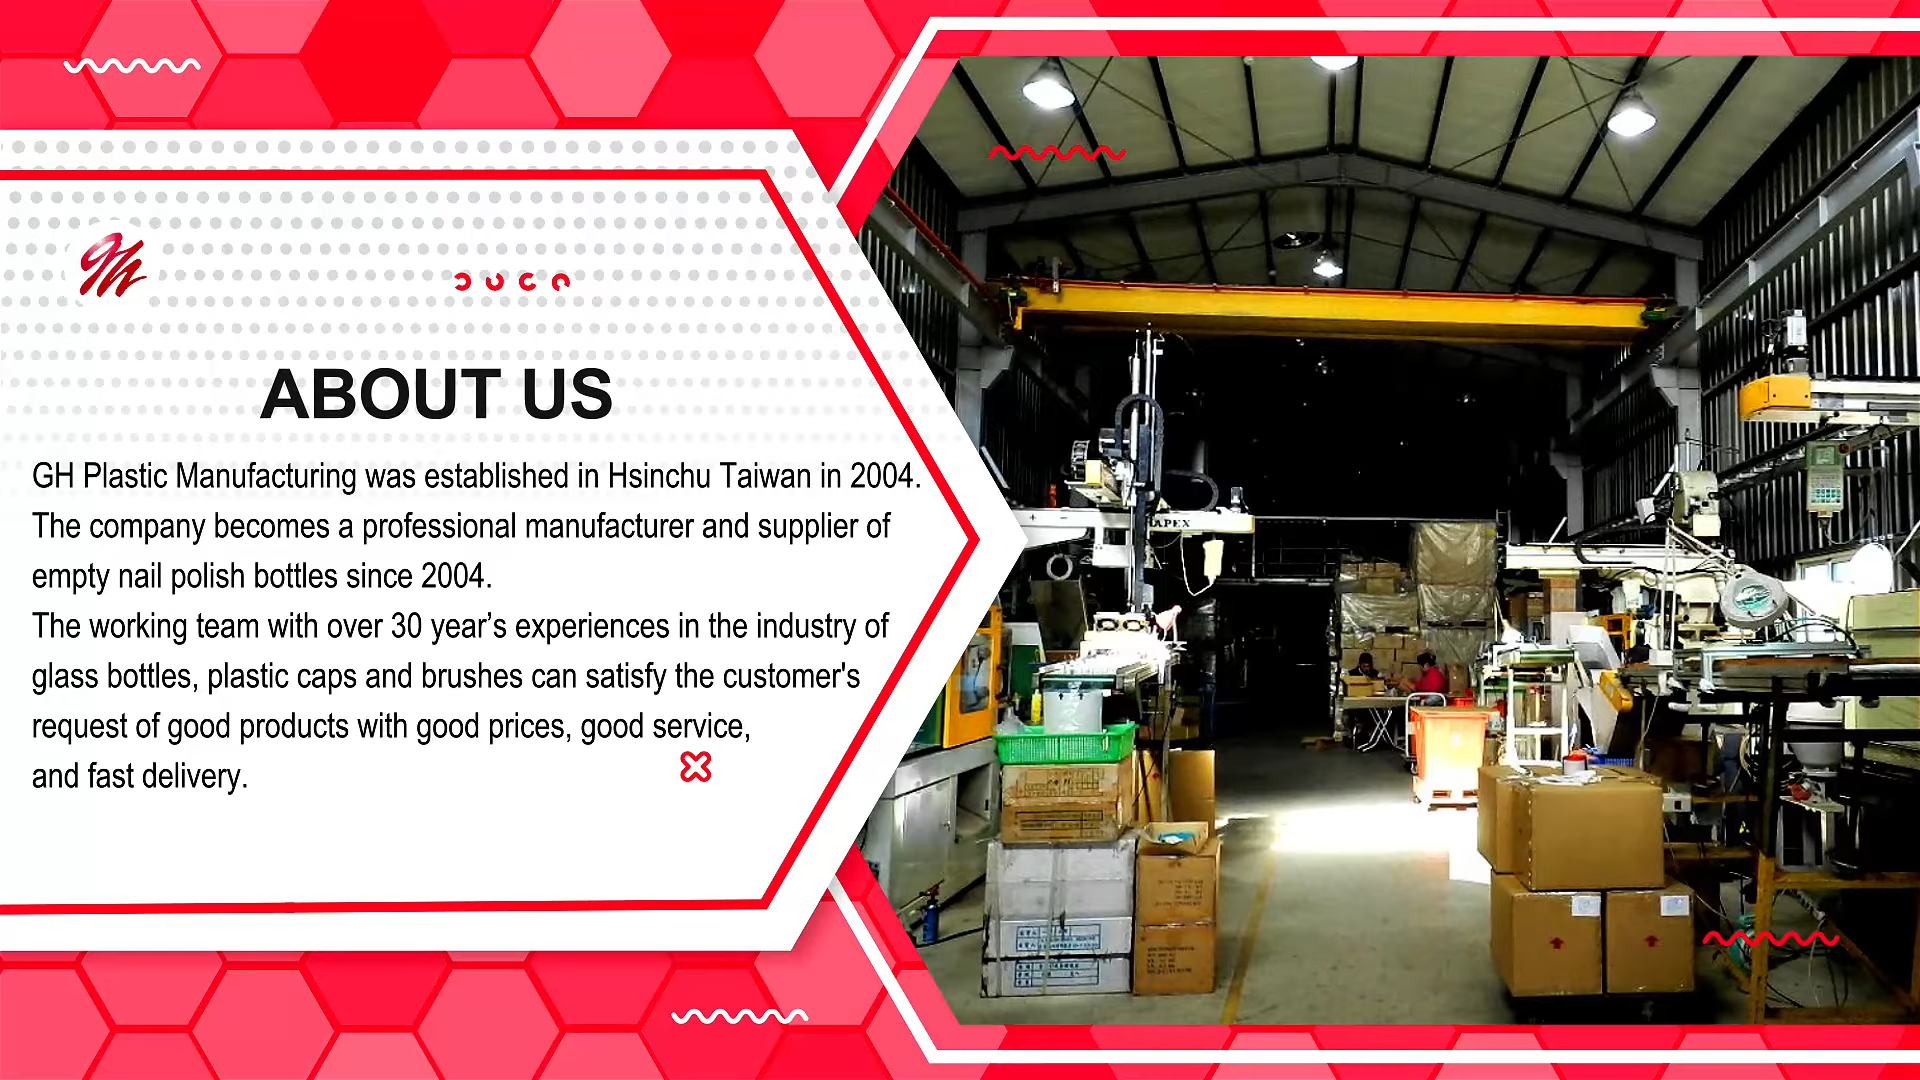 ABOUT US
GH Plastic Manufacturing was established in Hsinchu Taiwan in 2004.
The company becomes a professional manufacturer and supplier of
empty nail polish bottles since 2004.
The working team with over 30 year’s experiences in the industry of
glass bottles, plastic caps and brushes can satisfy the customer's
request of good products with good prices, good service,
and fast delivery.
APEX